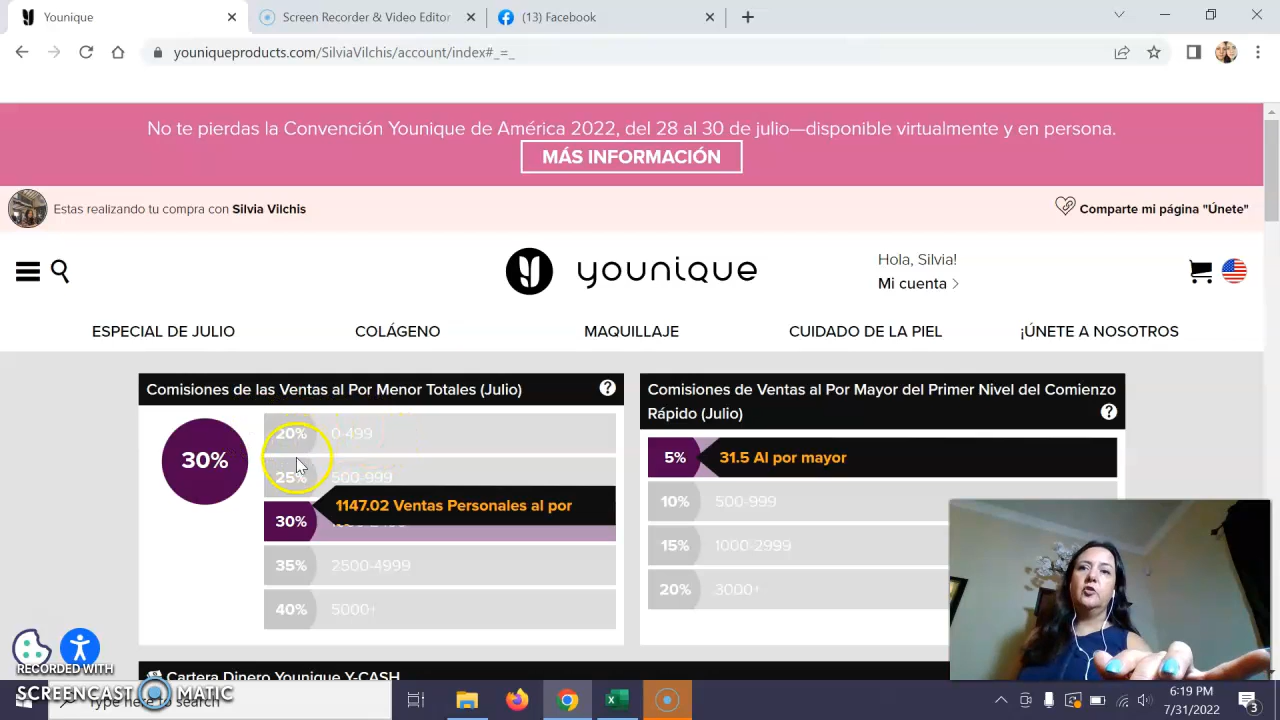 Younique
Screen Recorder & Video Editor
(13) Facebook
youniqueproducts.com/SilviaVilchis/account/index#_=_
No te pierdas la Convención Younique de América 2022, del 28 al 30 de julio—disponible virtualmente y en persona.
MÁS INFORMACIÓN
Estas realizando tu compra con Silvia Vilchis
Comparte mi página "Únete"
younique
Hola, Silvia!
Mi cuenta >
ESPECIAL DE JULIO
COLÁGENO
MAQUILLAJE
CUIDADO DE LA PIEL
¡ÚNETE A NOSOTROS
Comisiones de las Ventas al Por Menor Totales (Julio)
?
30%
20% 0-499
25% 500-999
1147.02 Ventas Personales al por
30%
35% 2500-4999
40% 5000+
Comisiones de Ventas al Por Mayor del Primer Nivel del Comienzo
Rápido (Julio)
?
5% 31.5 Al por mayor
10% 500-999
15% 1000-2999
20% 3000+
Cartera Dinero Younique Y-CASH
RECORDED WITH
SCREENCAST MATIC
Type here to search
6:19 PM
7/31/2022
3